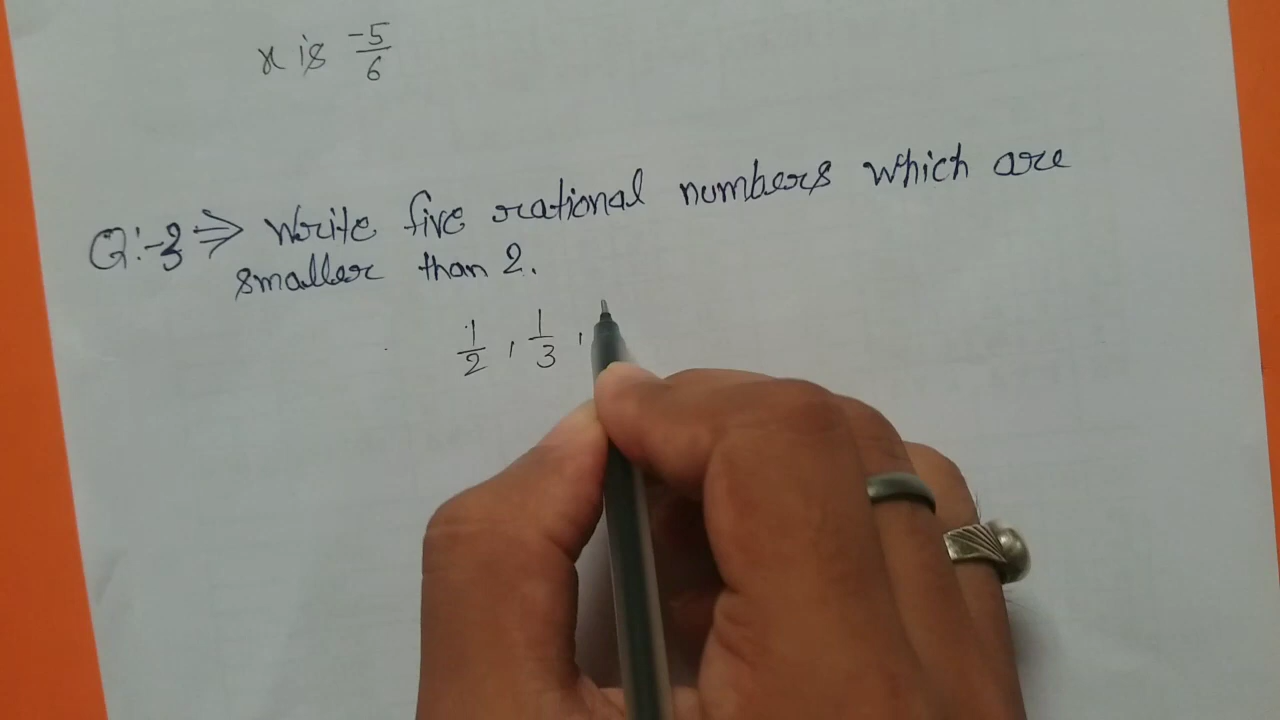 x is -5/6
Q:-3 ⇒ Write five rational numbers which are
smaller than 2.
1/2 , 1/3 ,